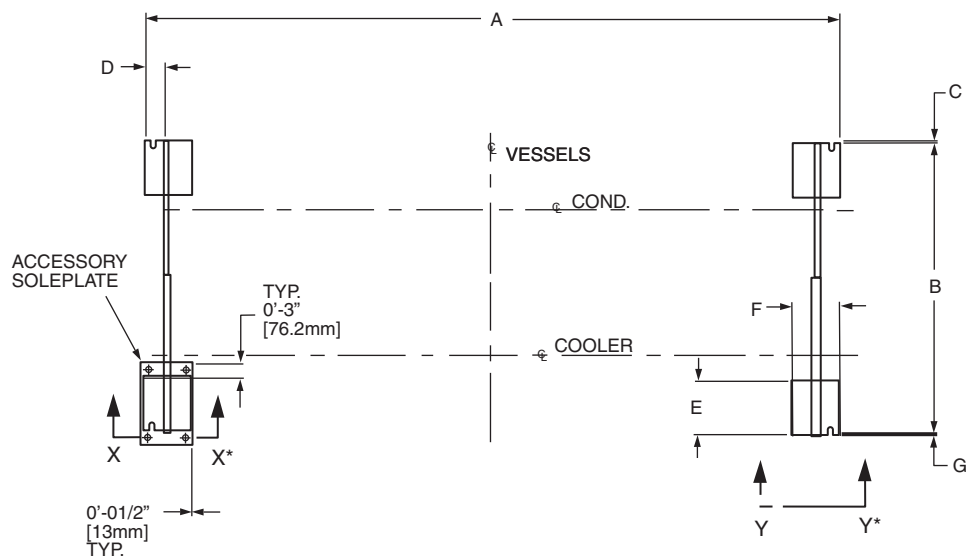 A
D
C
℄ VESSELS
℄ COND.
ACCESSORY
SOLEPLATE
TYP.
0'-3"
[76.2mm]
B
F
℄ COOLER
E
X
X*
G
0'-01/2"
[13mm]
TYP.
Y
Y*